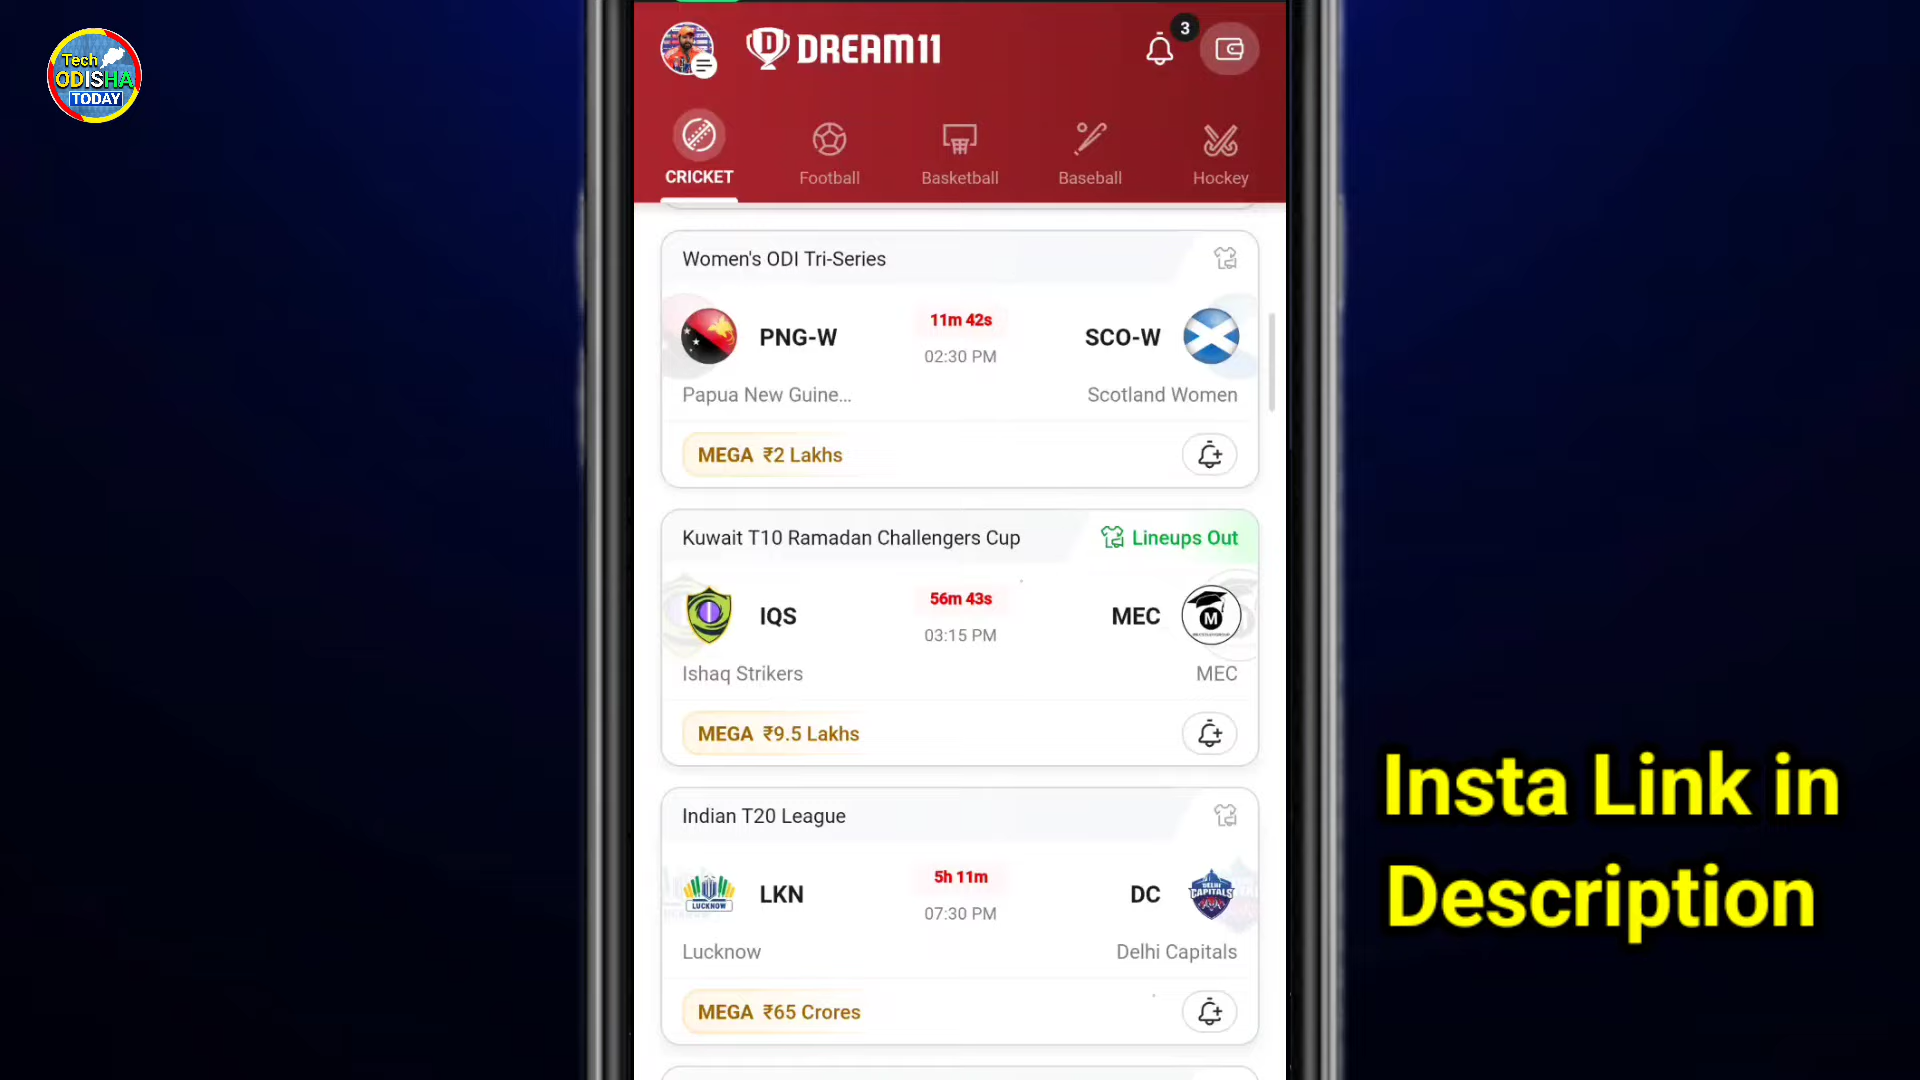 Tech
ODISHA
TODAY
DREAM11
3
CRICKET
Football
Basketball
Baseball
Hockey
Women's ODI Tri-Series
PNG-W
11m 42s
02:30 PM
SCO-W
Papua New Guine...
Scotland Women
MEGA ₹2 Lakhs
Kuwait T10 Ramadan Challengers Cup
Lineups Out
IQS
56m 43s
03:15 PM
MEC
M
Ishaq Strikers
MEC
MEGA ₹9.5 Lakhs
Indian T20 League
LUCKNOW
LKN
5h 11m
07:30 PM
DC
DELHI
CAPITALS
Lucknow
Delhi Capitals
MEGA ₹65 Crores
Insta Link in
Description